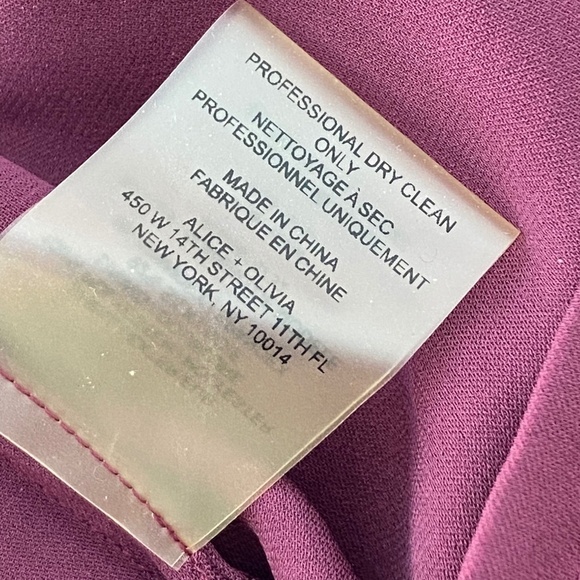 PROFESSIONAL DRY CLEAN
ONLY
NETTOYAGE À SEC
PROFESSIONNEL UNIQUEMENT
MADE IN CHINA
FABRIQUE EN CHINE
ALICE + OLIVIA
450 W 14TH STREET 11TH FL
NEW YORK, NY 10014